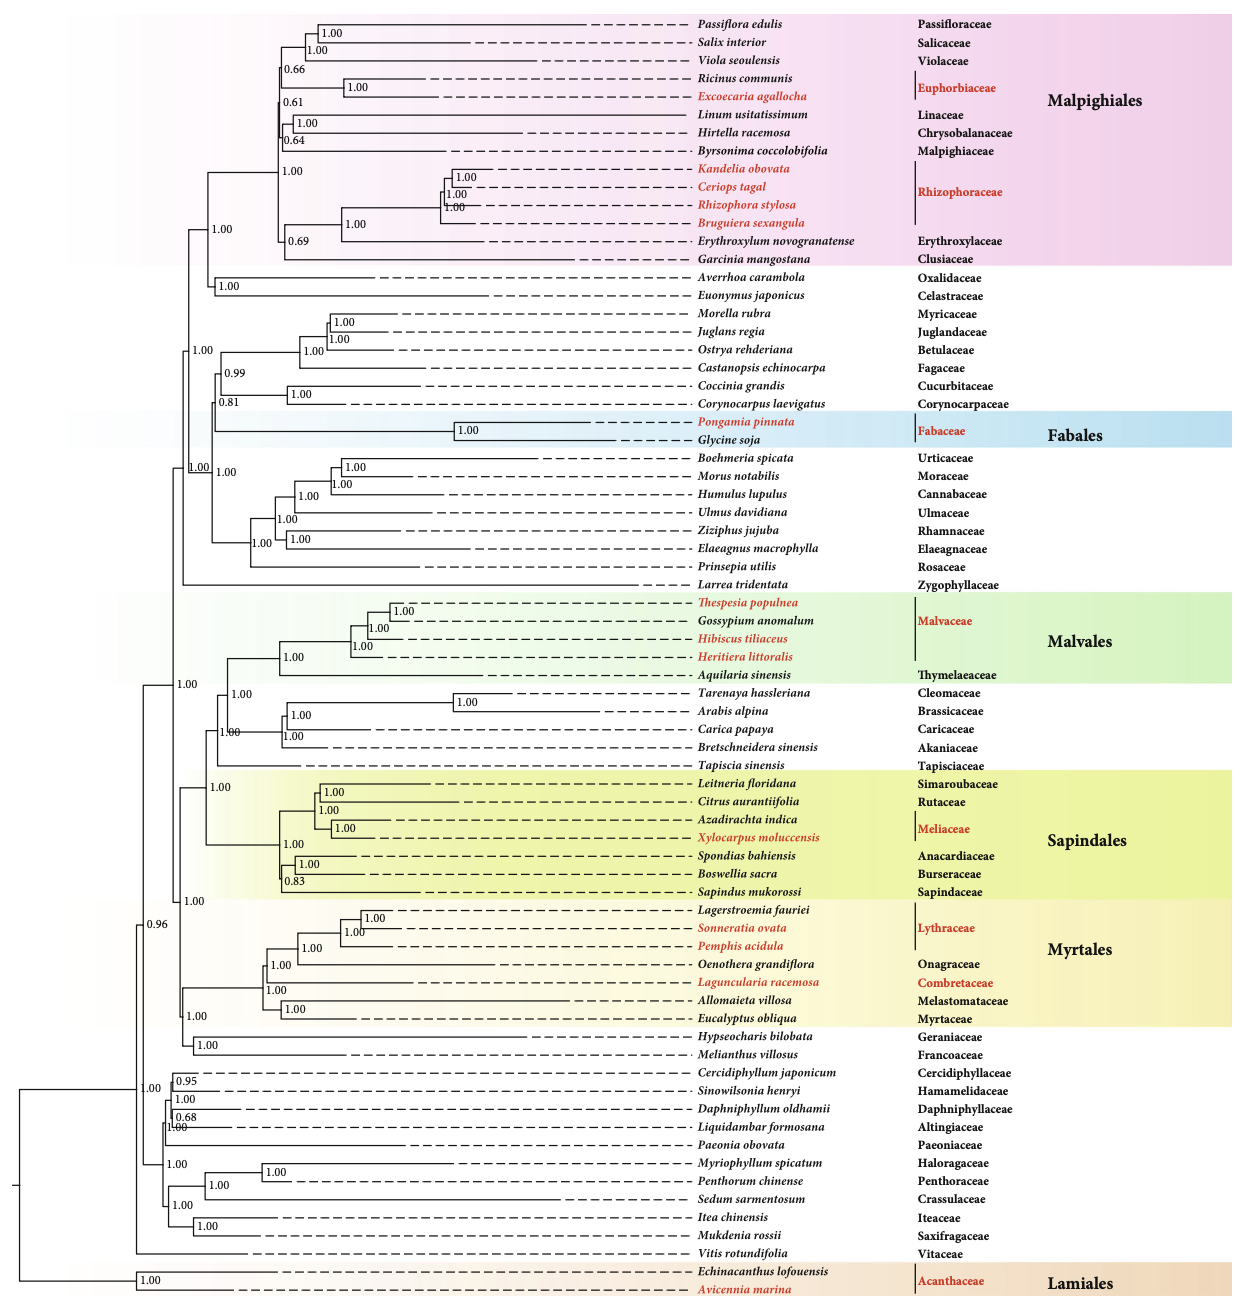 Passiflora edulis Passifloraceae
1.00
Salix interior Salicaceae
1.00
Viola seoulensis Violaceae
0.66
Ricinus communis
1.00 Euphorbiaceae
Excoecaria agallocha
Malpighiales
0.61
Linum usitatissimum Linaceae
1.00
Hirtella racemosa Chrysobalanaceae
0.64
Byrsonima coccolobifolia Malpighiaceae
Kandelia obovata
1.00
1.00
Ceriops tagal
1.00
Rhizophoraceae
Rhizophora stylosa
1.00
Bruguiera sexangula
1.00
1.00
Erythroxylum novogranatense Erythroxylaceae
0.69
Garcinia mangostana Clusiaceae
Averrhoa carambola Oxalidaceae
1.00
Euonymus japonicus Celastraceae
Morella rubra Myricaceae
1.00
Juglans regia Juglandaceae
1.00
Ostrya rehderiana Betulaceae
1.00
1.00
Castanopsis echinocarpa Fagaceae
0.99
Coccinia grandis Cucurbitaceae
1.00
Corynocarpus laevigatus Corynocarpaceae
0.81
Pongamia pinnata
1.00 Fabaceae
Fabales
Glycine soja
Boehmeria spicata Urticaceae
1.00
1.00
1.00
Morus notabilis Moraceae
1.00
Humulus lupulus Cannabaceae
1.00
Ulmus davidiana Ulmaceae
1.00
Ziziphus jujuba Rhamnaceae
1.00
1.00
Elaeagnus macrophylla Elaeagnaceae
Prinsepia utilis Rosaceae
Larrea tridentata Zygophyllaceae
Thespesia populnea
1.00
Gossypium anomalum Malvaceae
1.00
Hibiscus tiliaceus
Malvales
1.00
Heritiera littoralis
1.00
Aquilaria sinensis Thymelaeaceae
1.00
1.00
Tarenaya hassleriana Cleomaceae
1.00
Arabis alpina Brassicaceae
1.00
Carica papaya Caricaceae
1.00
1.00
Bretschneidera sinensis Akaniaceae
Tapiscia sinensis Tapisciaceae
Leitneria floridana Simaroubaceae
1.00
1.00
Citrus aurantiifolia Rutaceae
1.00
Azadirachta indica
1.00 Meliaceae
Xylocarpus moluccensis
Sapindales
1.00
Spondias bahiensis Anacardiaceae
1.00
Boswellia sacra Burseraceae
0.83
Sapindus mukorossi Sapindaceae
1.00
Lagerstroemia fauriei
1.00
Sonneratia ovata Lythraceae
1.00
0.96
Pemphis acidula
1.00
Myrtales
Oenothera grandiflora Onagraceae
1.00
Laguncularia racemosa Combretaceae
1.00
Allomaieta villosa Melastomataceae
1.00
1.00
Eucalyptus obliqua Myrtaceae
Hypseocharis bilobata Geraniaceae
1.00
Melianthus villosus Francoaceae
Cercidiphyllum japonicum Cercidiphyllaceae
0.95
1.00
Sinowilsonia henryi Hamamelidaceae
1.00
Daphniphyllum oldhamii Daphniphyllaceae
0.68
1.00
Liquidambar formosana Altingiaceae
Paeonia obovata Paeoniaceae
1.00
Myriophyllum spicatum Haloragaceae
1.00
Penthorum chinense Penthoraceae
1.00
Sedum sarmentosum Crassulaceae
1.00
Itea chinensis Iteaceae
1.00
Mukdenia rossii Saxifragaceae
Vitis rotundifolia Vitaceae
Echinacanthus lofouensis
1.00 Acanthaceae
Lamiales
Avicennia marina